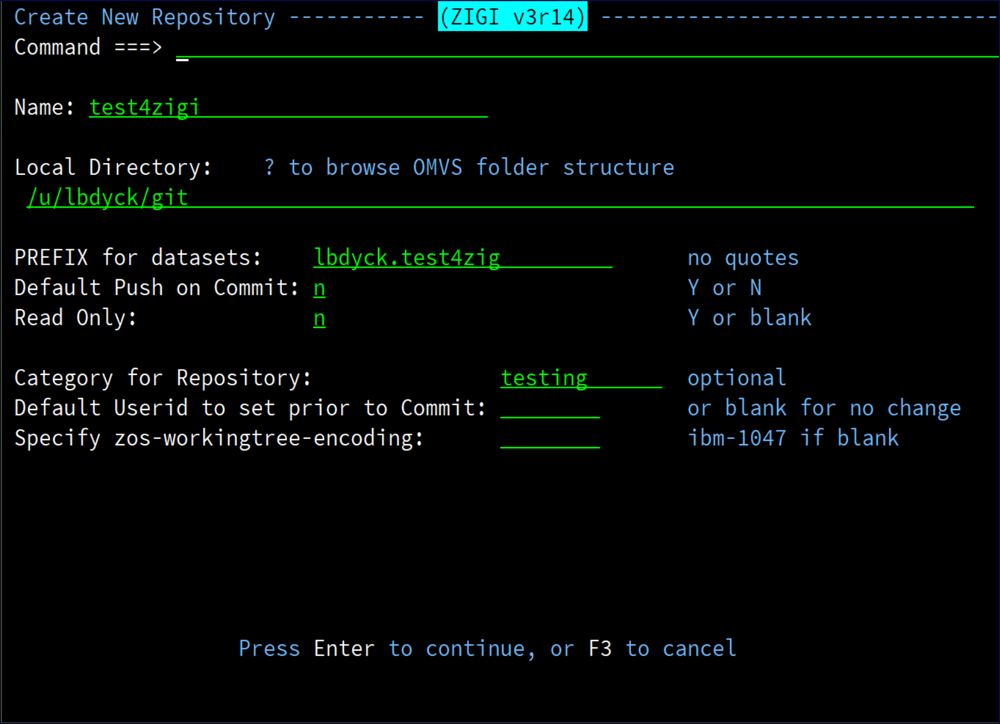 Create New Repository ----------- (ZIGI v3r14) --------------------------------
Command ===> _
Name: test4zigi
Local Directory: ? to browse OMVS folder structure
/u/lbdyck/git
PREFIX for datasets: lbdyck.test4zig no quotes
Default Push on Commit: n Y or N
Read Only: n Y or blank
Category for Repository: testing optional
Default Userid to set prior to Commit: or blank for no change
Specify zos-workingtree-encoding: ibm-1047 if blank
Press Enter to continue, or F3 to cancel